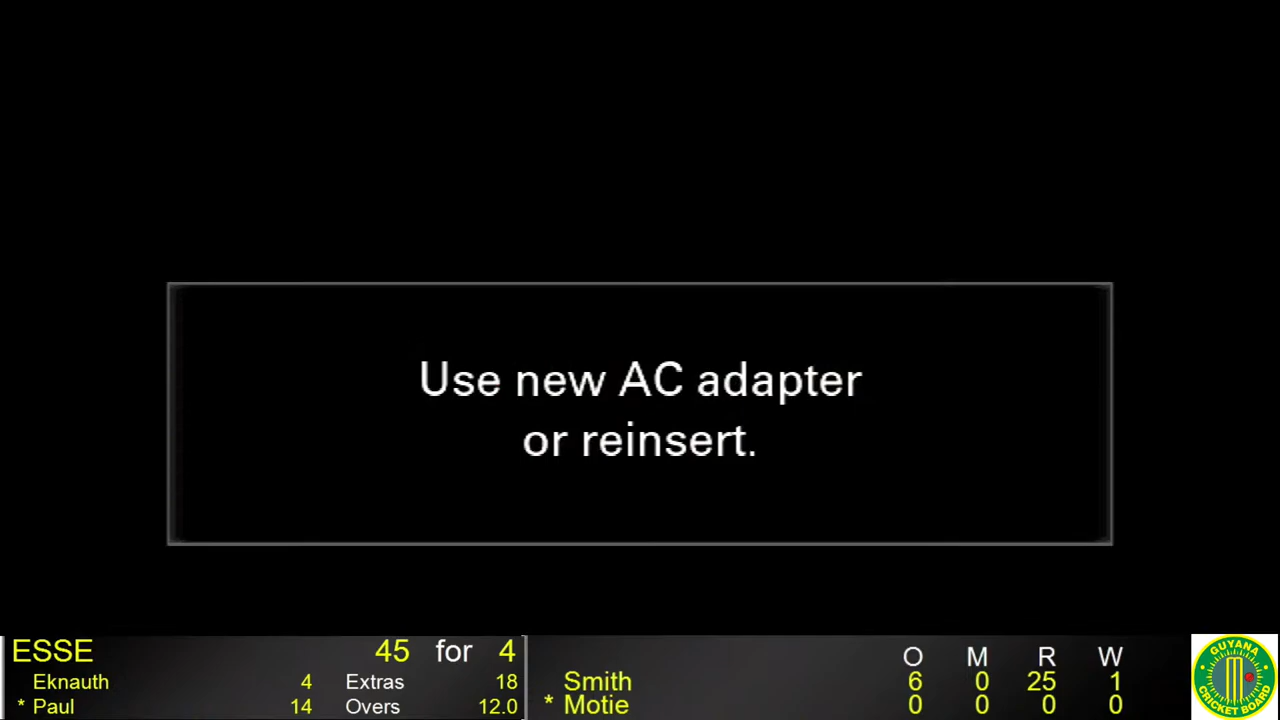 Use new AC adapter
or reinsert.
ESSE 45 for 4
Eknauth 4 Extras 18
* Paul 14 Overs 12.0
O M R W
Smith 6 0 25 1
* Motie 0 0 0 0
GUYANA
CRICKET BOARD